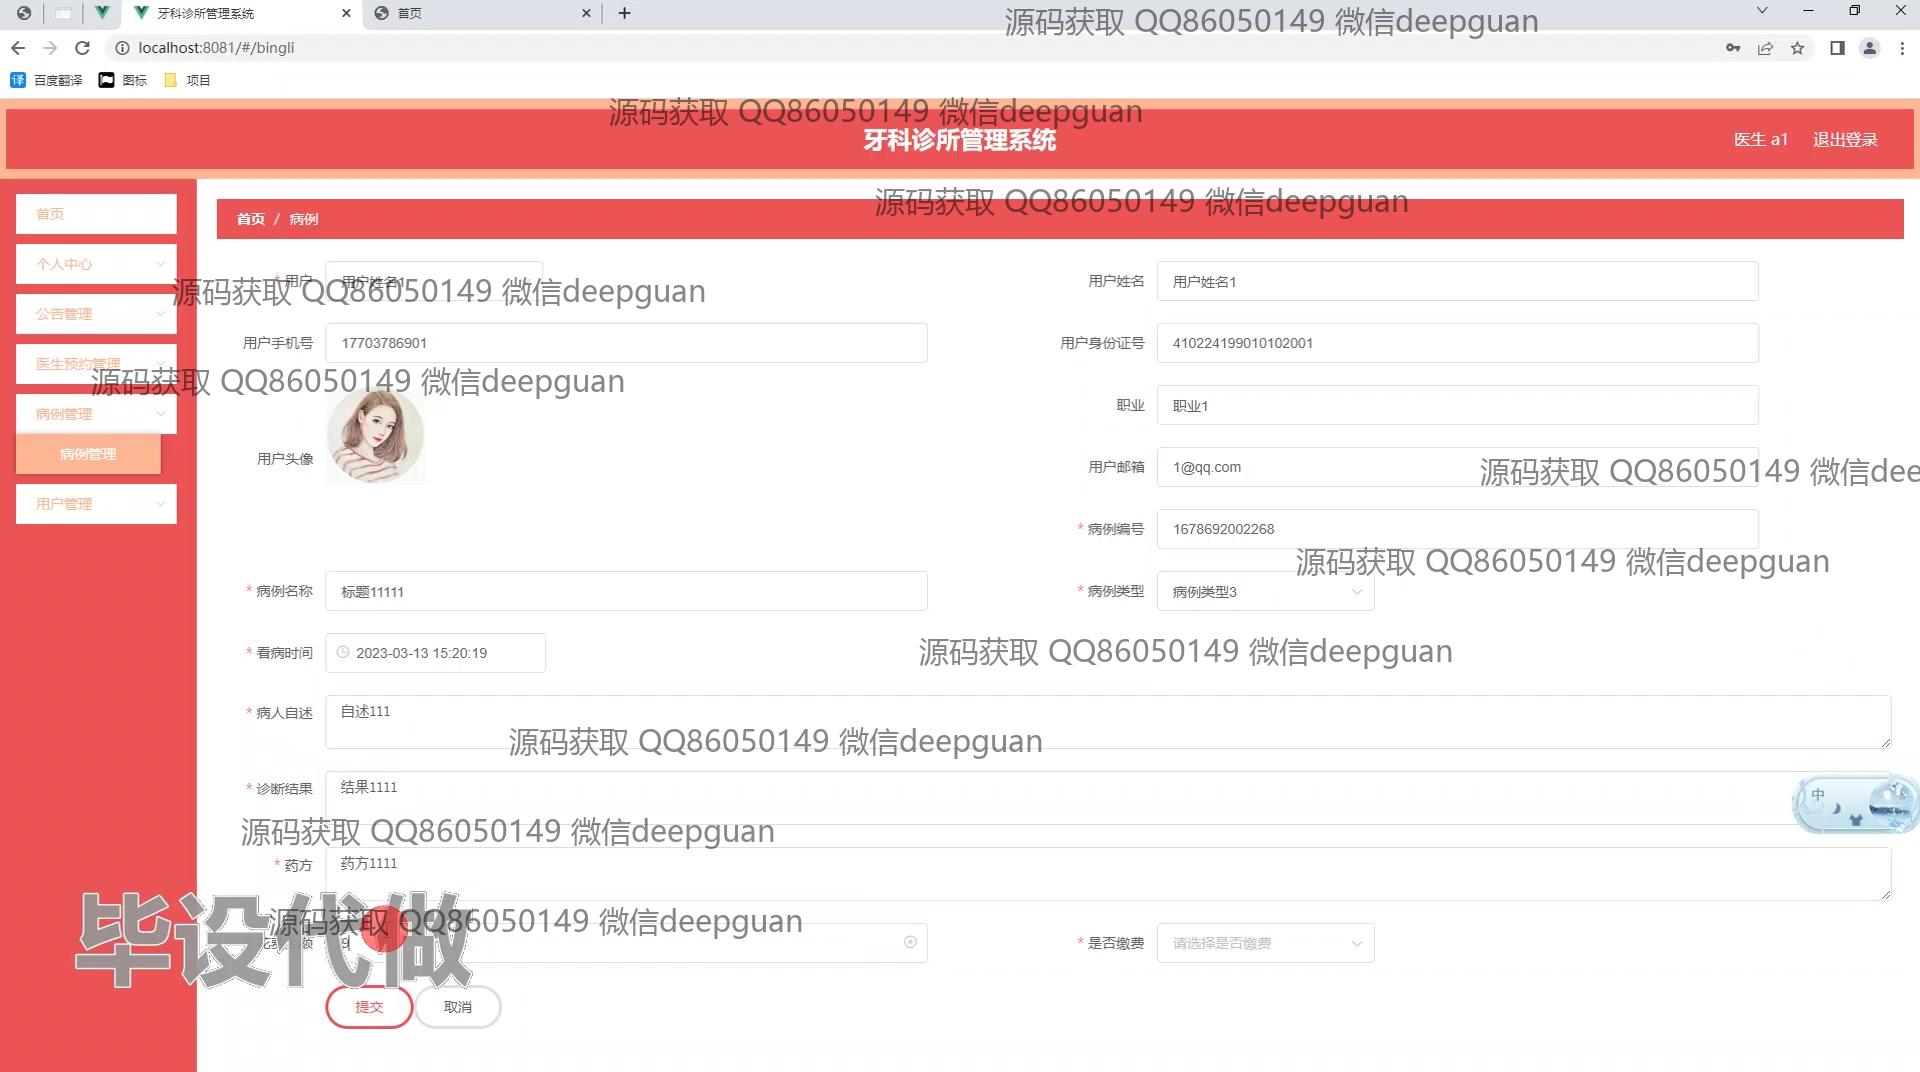 牙科诊所管理系统
首页
源码获取 QQ86050149 微信deepguan
localhost:8081/#/bingli
百度翻译
图标
项目
源码获取 QQ86050149 微信deepguan
牙科诊所管理系统
医生 a1
退出登录
源码获取 QQ86050149 微信deepguan
首页 / 病例
首页
个人中心
公告管理
医生预约管理
病例管理
病例管理
用户管理
* 用户 用户姓名1
用户姓名 用户姓名1
源码获取 QQ86050149 微信deepguan
用户手机号 17703786901
用户身份证号 410224199010102001
源码获取 QQ86050149 微信deepguan
职业 职业1
用户头像
用户邮箱 1@qq.com
源码获取 QQ86050149 微信dee
* 病例编号 1678692002268
源码获取 QQ86050149 微信deepguan
* 病例名称 标题11111
* 病例类型 病例类型3
* 看病时间 2023-03-13 15:20:19
源码获取 QQ86050149 微信deepguan
* 病人自述 自述111
源码获取 QQ86050149 微信deepguan
* 诊断结果 结果1111
中
源码获取 QQ86050149 微信deepguan
* 药方 药方1111
源码获取 QQ86050149 微信deepguan
毕设代做
9
* 是否缴费 请选择是否缴费
提交
取消